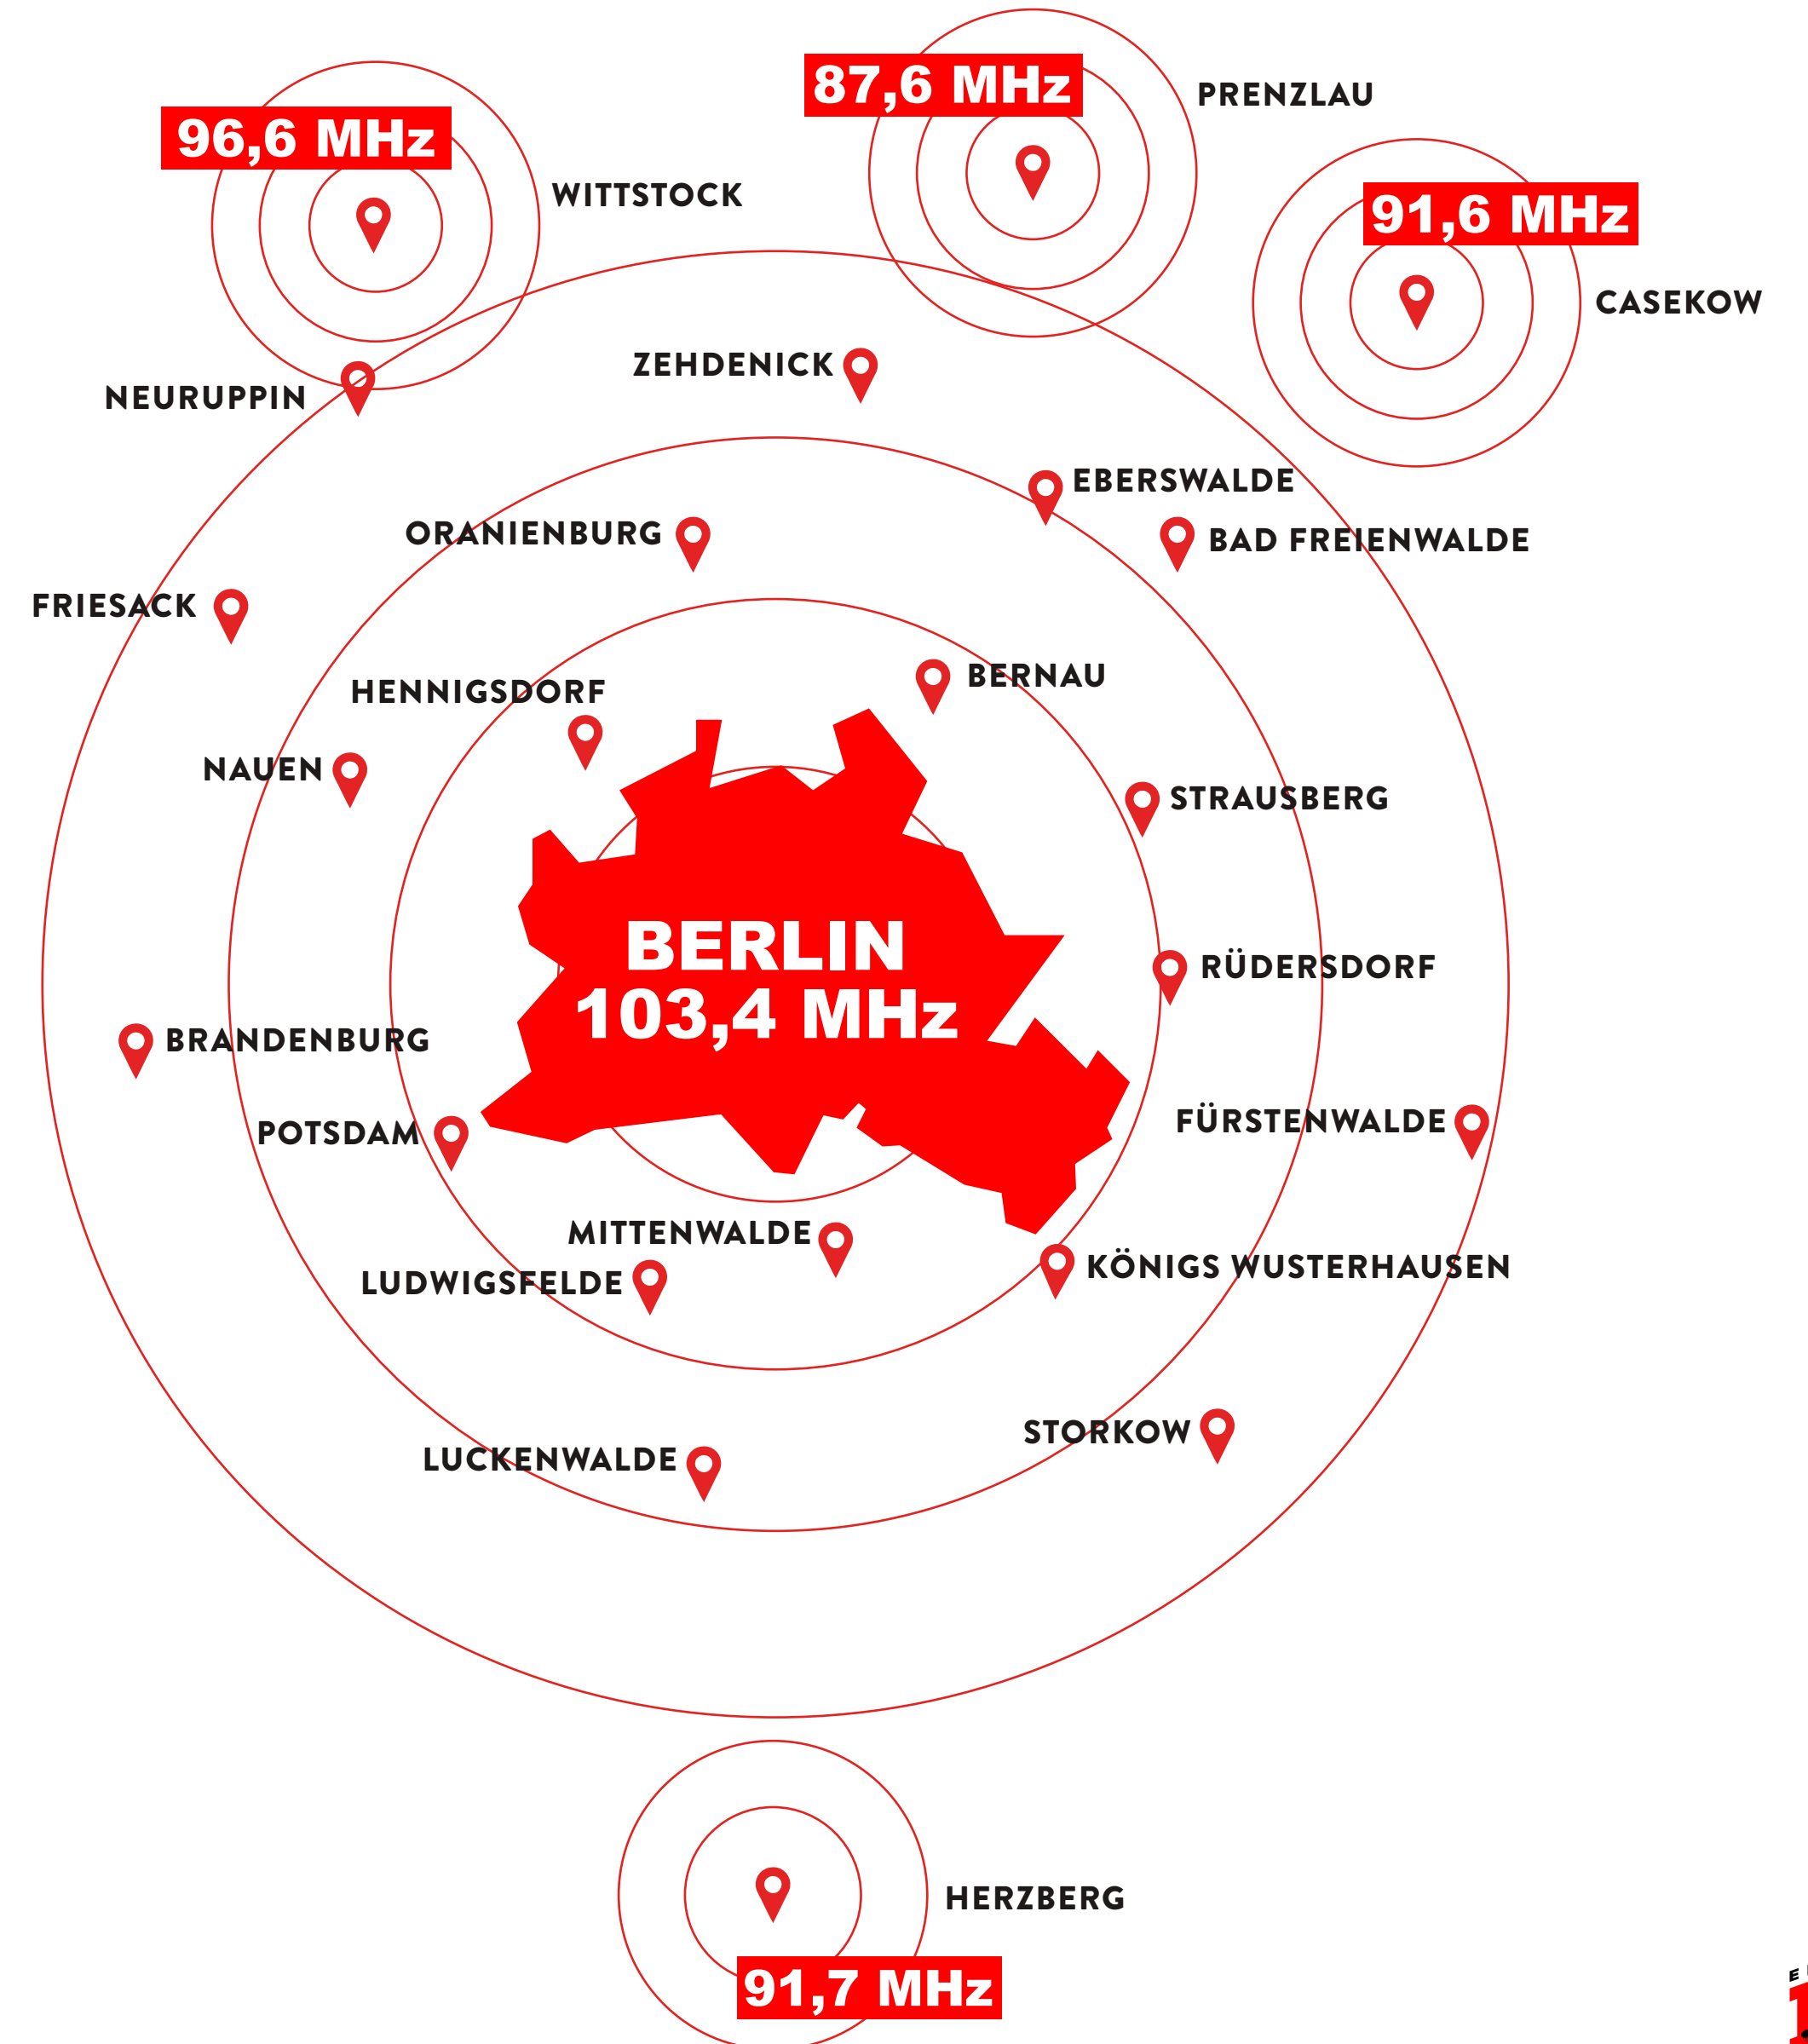 87,6 MHz
PRENZLAU
96,6 MHz
WITTSTOCK
91,6 MHz
CASEKOW
ZEHDENICK
NEURUPPIN
EBERSWALDE
ORANIENBURG
BAD FREIENWALDE
FRIESACK
BERNAU
HENNIGSDORF
NAUEN
STRAUSBERG
BERLIN
103,4 MHz
RÜDERSDORF
BRANDENBURG
FÜRSTENWALDE
POTSDAM
MITTENWALDE
KÖNIGS WUSTERHAUSEN
LUDWIGSFELDE
STORKOW
LUCKENWALDE
HERZBERG
91,7 MHz